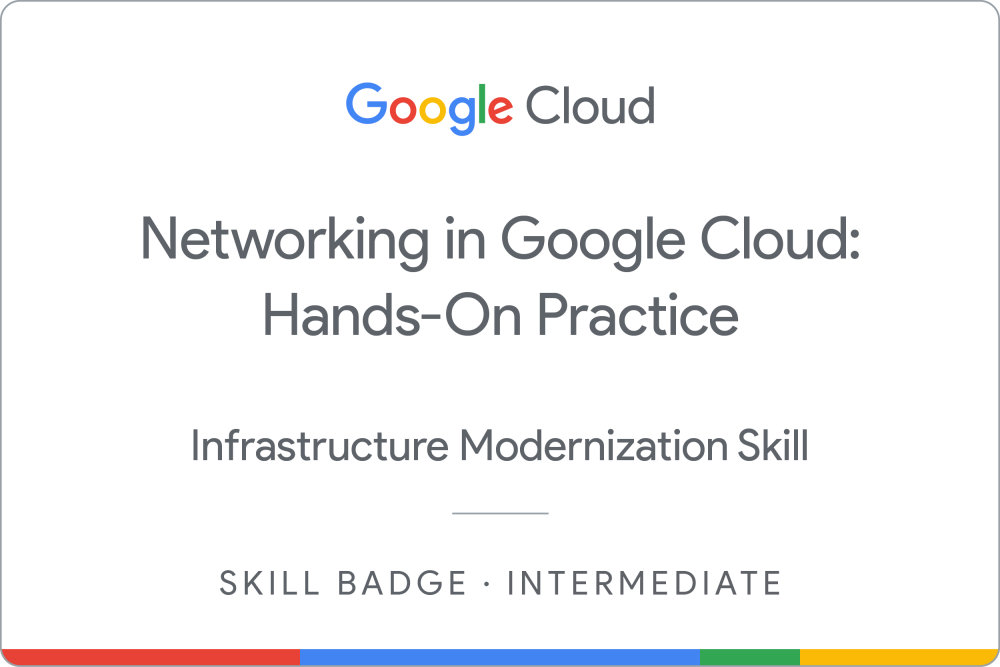 Google Cloud
Networking in Google Cloud:
Hands-On Practice
Infrastructure Modernization Skill
SKILL BADGE · INTERMEDIATE